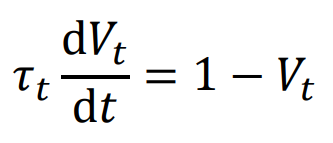 τ_t dV_t/dt = 1 − V_t